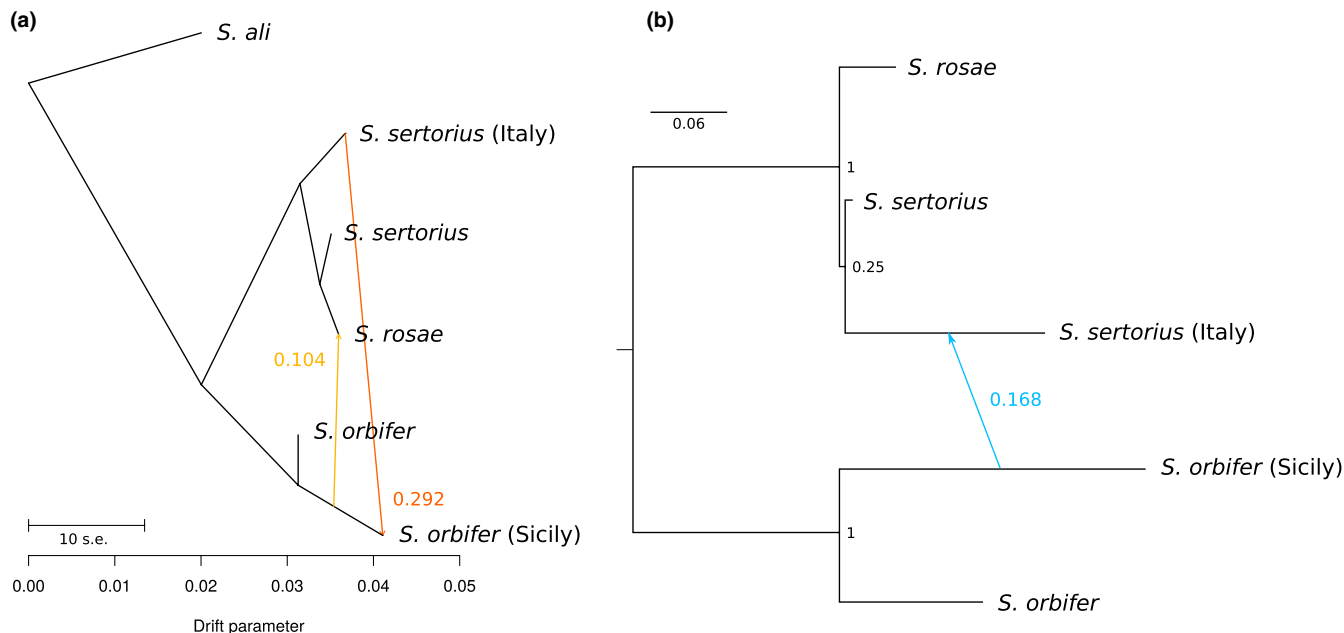 (a)
S. ali
S. sertorius (Italy)
S. sertorius
S. rosae
0.104
S. orbifer
0.292
S. orbifer (Sicily)
10 s.e.
0.00 0.01 0.02 0.03 0.04 0.05
Drift parameter
(b)
S. rosae
0.06
1
S. sertorius
0.25
S. sertorius (Italy)
0.168
S. orbifer (Sicily)
1
S. orbifer